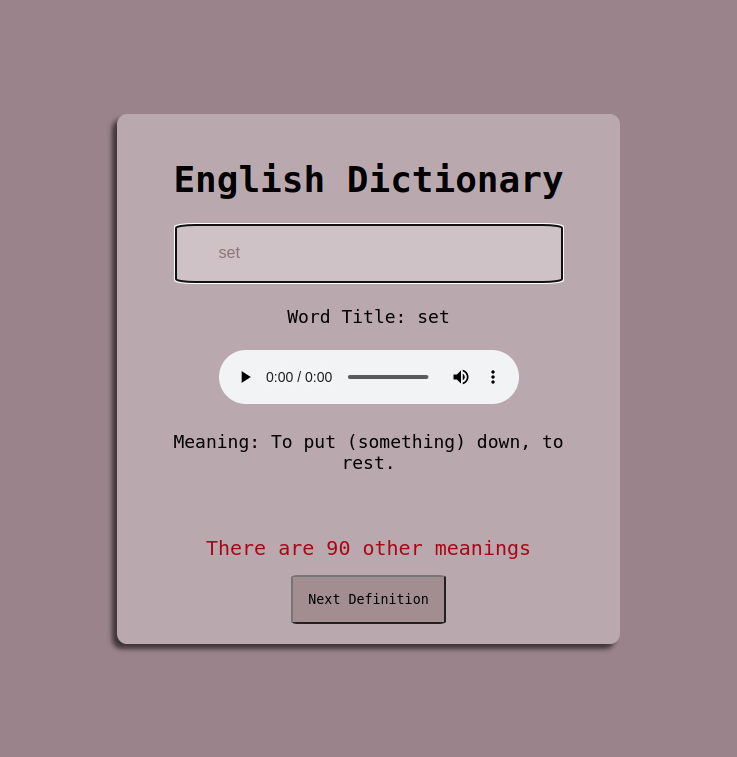 English Dictionary
set
Word Title: set
0:00 / 0:00
Meaning: To put (something) down, to
rest.
There are 90 other meanings
Next Definition